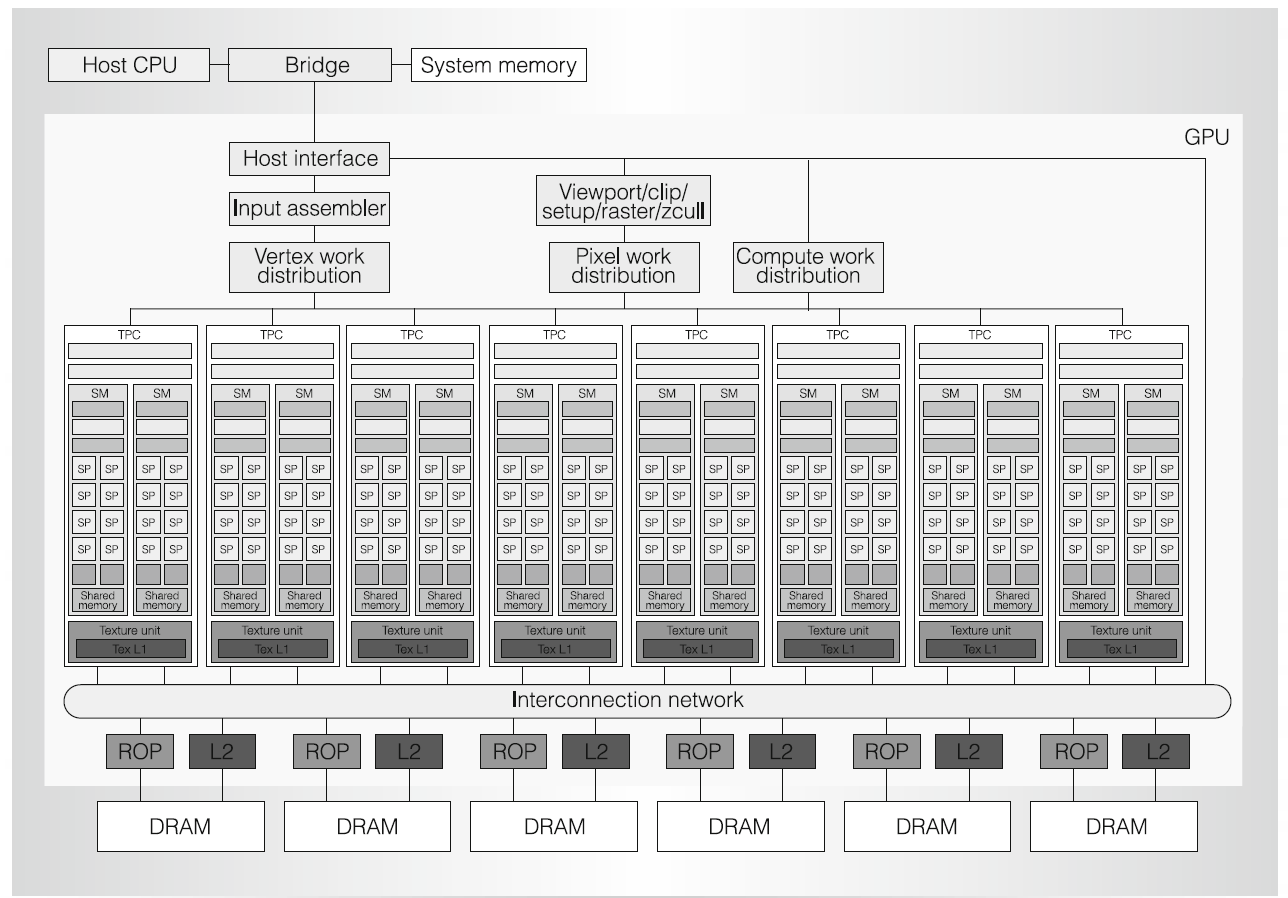 Host CPU
Bridge
System memory
GPU
Host interface
Input assembler
Viewport/clip/
setup/raster/zcull
Vertex work
distribution
Pixel work
distribution
Compute work
distribution
TPC TPC TPC TPC TPC TPC TPC TPC
SM SM SM SM SM SM SM SM SM SM SM SM SM SM SM SM
SP SP SP SP SP SP SP SP SP SP SP SP SP SP SP SP SP SP SP SP SP SP SP SP SP SP SP SP SP SP SP SP
SP SP SP SP SP SP SP SP SP SP SP SP SP SP SP SP SP SP SP SP SP SP SP SP SP SP SP SP SP SP SP SP
SP SP SP SP SP SP SP SP SP SP SP SP SP SP SP SP SP SP SP SP SP SP SP SP SP SP SP SP SP SP SP SP
SP SP SP SP SP SP SP SP SP SP SP SP SP SP SP SP SP SP SP SP SP SP SP SP SP SP SP SP SP SP SP SP
Shared Shared Shared Shared Shared Shared Shared Shared Shared Shared Shared Shared Shared Shared Shared Shared
memory memory memory memory memory memory memory memory memory memory memory memory memory memory memory memory
Texture unit Texture unit Texture unit Texture unit Texture unit Texture unit Texture unit Texture unit
Tex L1 Tex L1 Tex L1 Tex L1 Tex L1 Tex L1 Tex L1 Tex L1
Interconnection network
ROP L2 ROP L2 ROP L2 ROP L2 ROP L2 ROP L2
DRAM DRAM DRAM DRAM DRAM DRAM